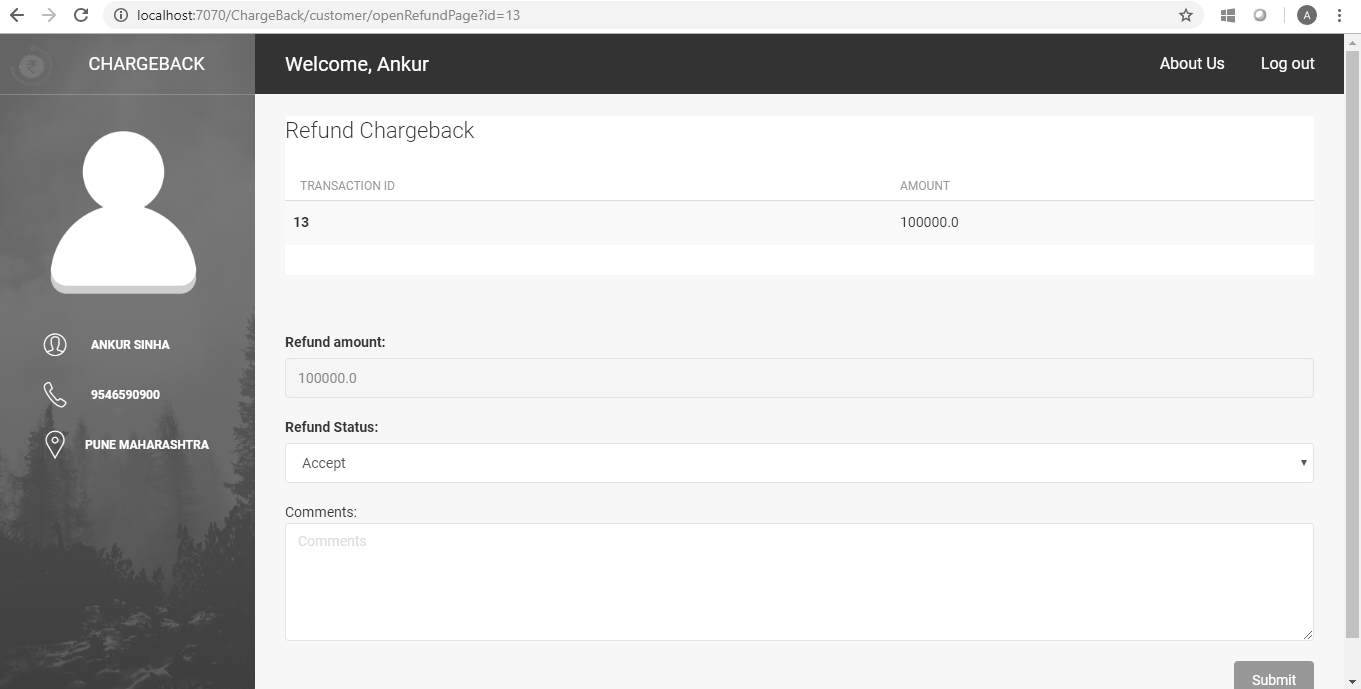 localhost:7070/ChargeBack/customer/openRefundPage?id=13
A
₹ CHARGEBACK
Welcome, Ankur
About Us
Log out
Refund Chargeback
TRANSACTION ID AMOUNT
13 100000.0
ANKUR SINHA
9546590900
PUNE MAHARASHTRA
Refund amount:
100000.0
Refund Status:
Accept
Comments:
Comments
Submit